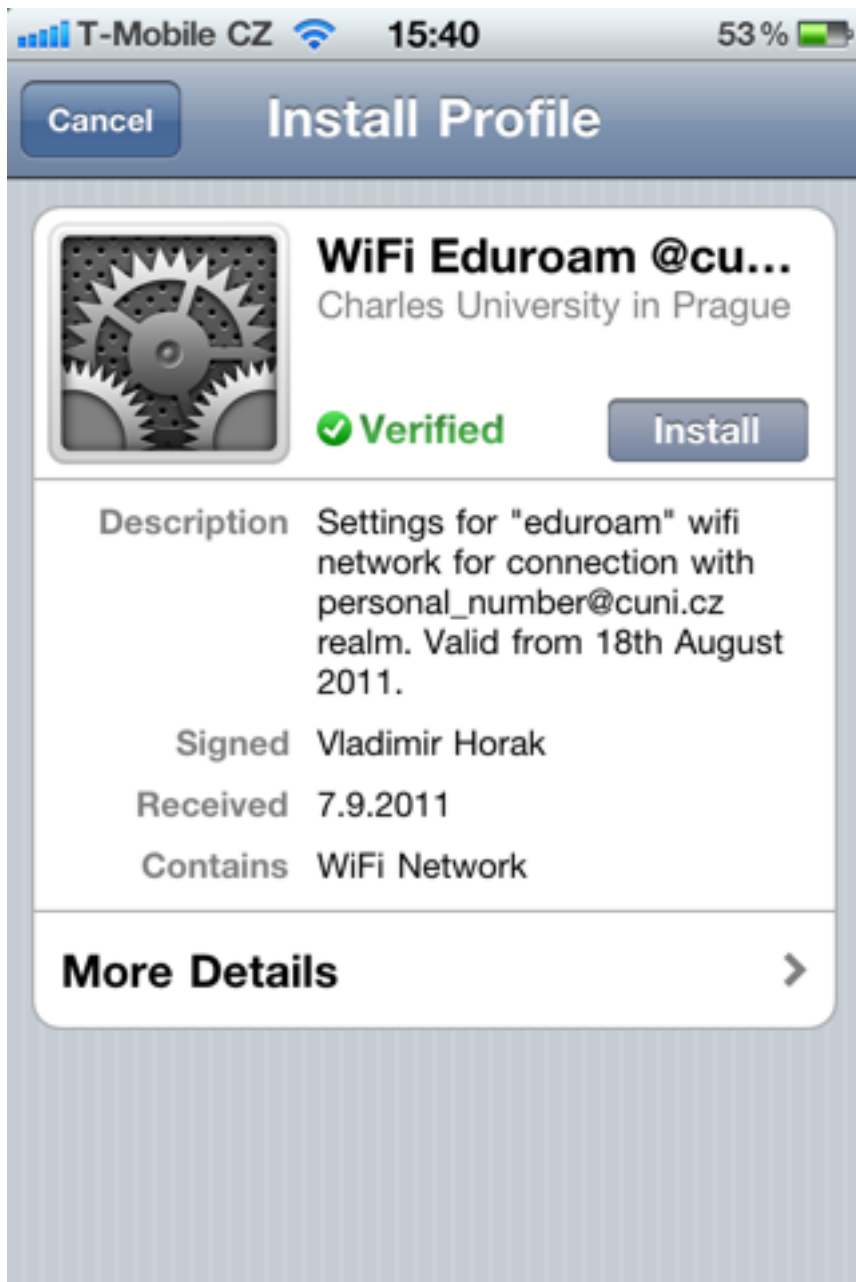 T-Mobile CZ 15:40 53%
Cancel Install Profile
WiFi Eduroam @cu...
Charles University in Prague
Verified Install
Description Settings for "eduroam" wifi
network for connection with
personal_number@cuni.cz
realm. Valid from 18th August
2011.
Signed Vladimir Horak
Received 7.9.2011
Contains WiFi Network
More Details